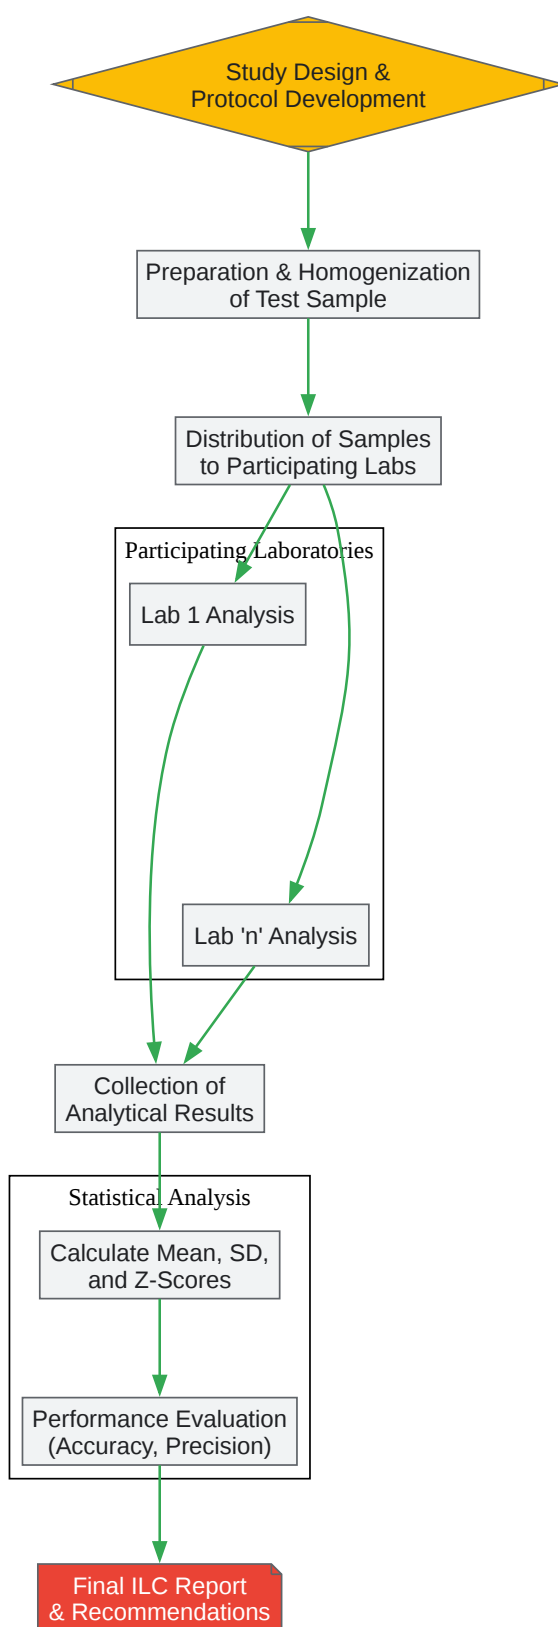 Study Design &
Protocol Development
Preparation & Homogenization
of Test Sample
Distribution of Samples
to Participating Labs
Participating Laboratories
Lab 1 Analysis
Lab 'n' Analysis
Collection of
Analytical Results
Statistical Analysis
Calculate Mean, SD,
and Z-Scores
Performance Evaluation
(Accuracy, Precision)
Final ILC Report
& Recommendations